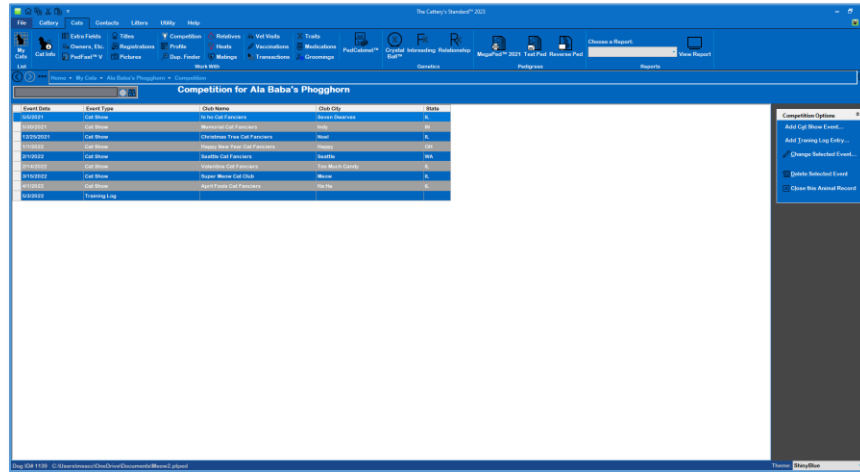 The Cattery's Standard™ 2021
File Cattery Cats Contacts Litters Utility Help
My Cats
Cat Info
Extra Fields
Owners, Etc.
PedFast™ V
Titles
Registrations
Pictures
Competition
Profile
Dup. Finder
Relatives
Heats
Matings
Vet Visits
Vaccinations
Transactions
Traits
Medications
Groomings
PedCabinet™
Crystal Ball™
Inbreeding
Relationship
MegaPed™ 2021
Text Ped
Reverse Ped
Choose a Report:
View Report
List Work With Genetics Pedigrees Reports
Home • My Cats • Ala Baba's Phogghorn • Competition
Competition for Ala Baba's Phogghorn
Event Date Event Type Club Name Club City State
5/5/2021 Cat Show hi ho Cat Fanciers Seven Dwarves IL
5/30/2021 Cat Show Memorial Cat Fanciers Indy IN
12/25/2021 Cat Show Christmas Tree Cat Fanciers Noel IL
1/1/2022 Cat Show Happy New Year Cat Fanciers Happy OH
2/1/2022 Cat Show Seattle Cat Fanciers Seattle WA
2/14/2022 Cat Show Valentine Cat Fanciers Too Much Candy IL
3/15/2022 Cat Show Super Meow Cat Club Meow IL
4/1/2022 Cat Show April Fools Cat Fanciers Ha Ha IL
5/3/2022 Training Log
Competition Options
Add Cat Show Event...
Add Training Log Entry...
Change Selected Event...
Delete Selected Event
Close this Animal Record
Dog ID# 1139 Theme: ShinyBlue